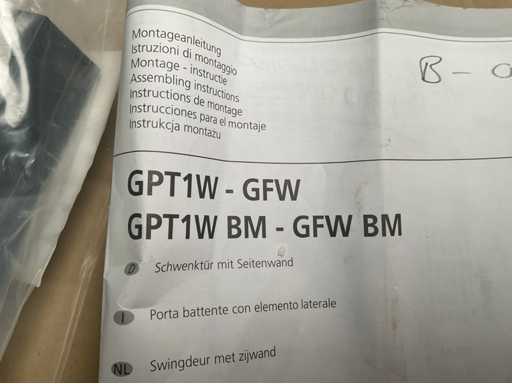 Montageanleitung
Istruzioni di montaggio
Montage - instructie
Assembling instructions
Instructions de montage
Instrucciones para el montaje
Instrukcja montażu
B -
GPT1W - GFW
GPT1W BM - GFW BM
D Schwenktür mit Seitenwand
I Porta battente con elemento laterale
NL Swingdeur met zijwand